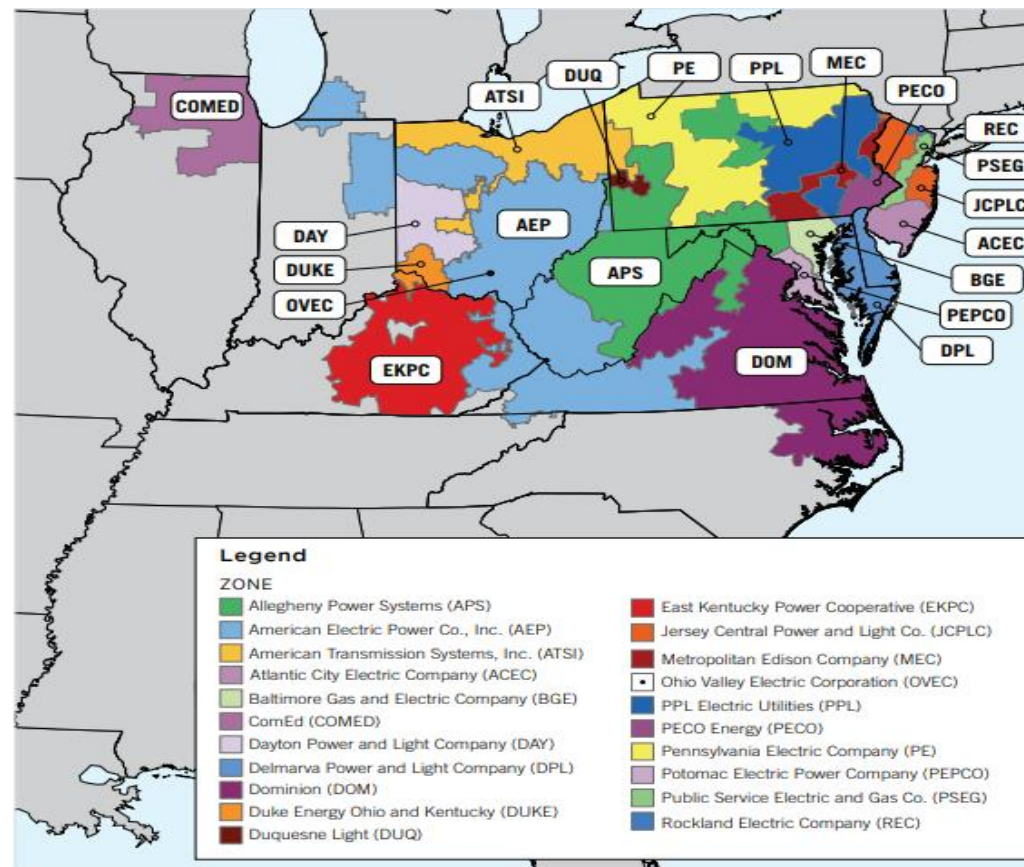 MEC
DUQ
PE
PPL
PECO
ATSI
COMED
REC
PSEG
JCPLC
AEP
DAY
ACEC
DUKE
APS
BGE
OVEC
PEPCO
DPL
DOM
EKPC
Legend
ZONE
Allegheny Power Systems (APS)
American Electric Power Co., Inc. (AEP)
American Transmission Systems, Inc. (ATSI)
Atlantic City Electric Company (ACEC)
Baltimore Gas and Electric Company (BGE)
ComEd (COMED)
Dayton Power and Light Company (DAY)
Delmarva Power and Light Company (DPL)
Dominion (DOM)
Duke Energy Ohio and Kentucky (DUKE)
Duquesne Light (DUQ)
East Kentucky Power Cooperative (EKPC)
Jersey Central Power and Light Co. (JCPLC)
Metropolitan Edison Company (MEC)
Ohio Valley Electric Corporation (OVEC)
PPL Electric Utilities (PPL)
PECO Energy (PECO)
Pennsylvania Electric Company (PE)
Potomac Electric Power Company (PEPCO)
Public Service Electric and Gas Co. (PSEG)
Rockland Electric Company (REC)